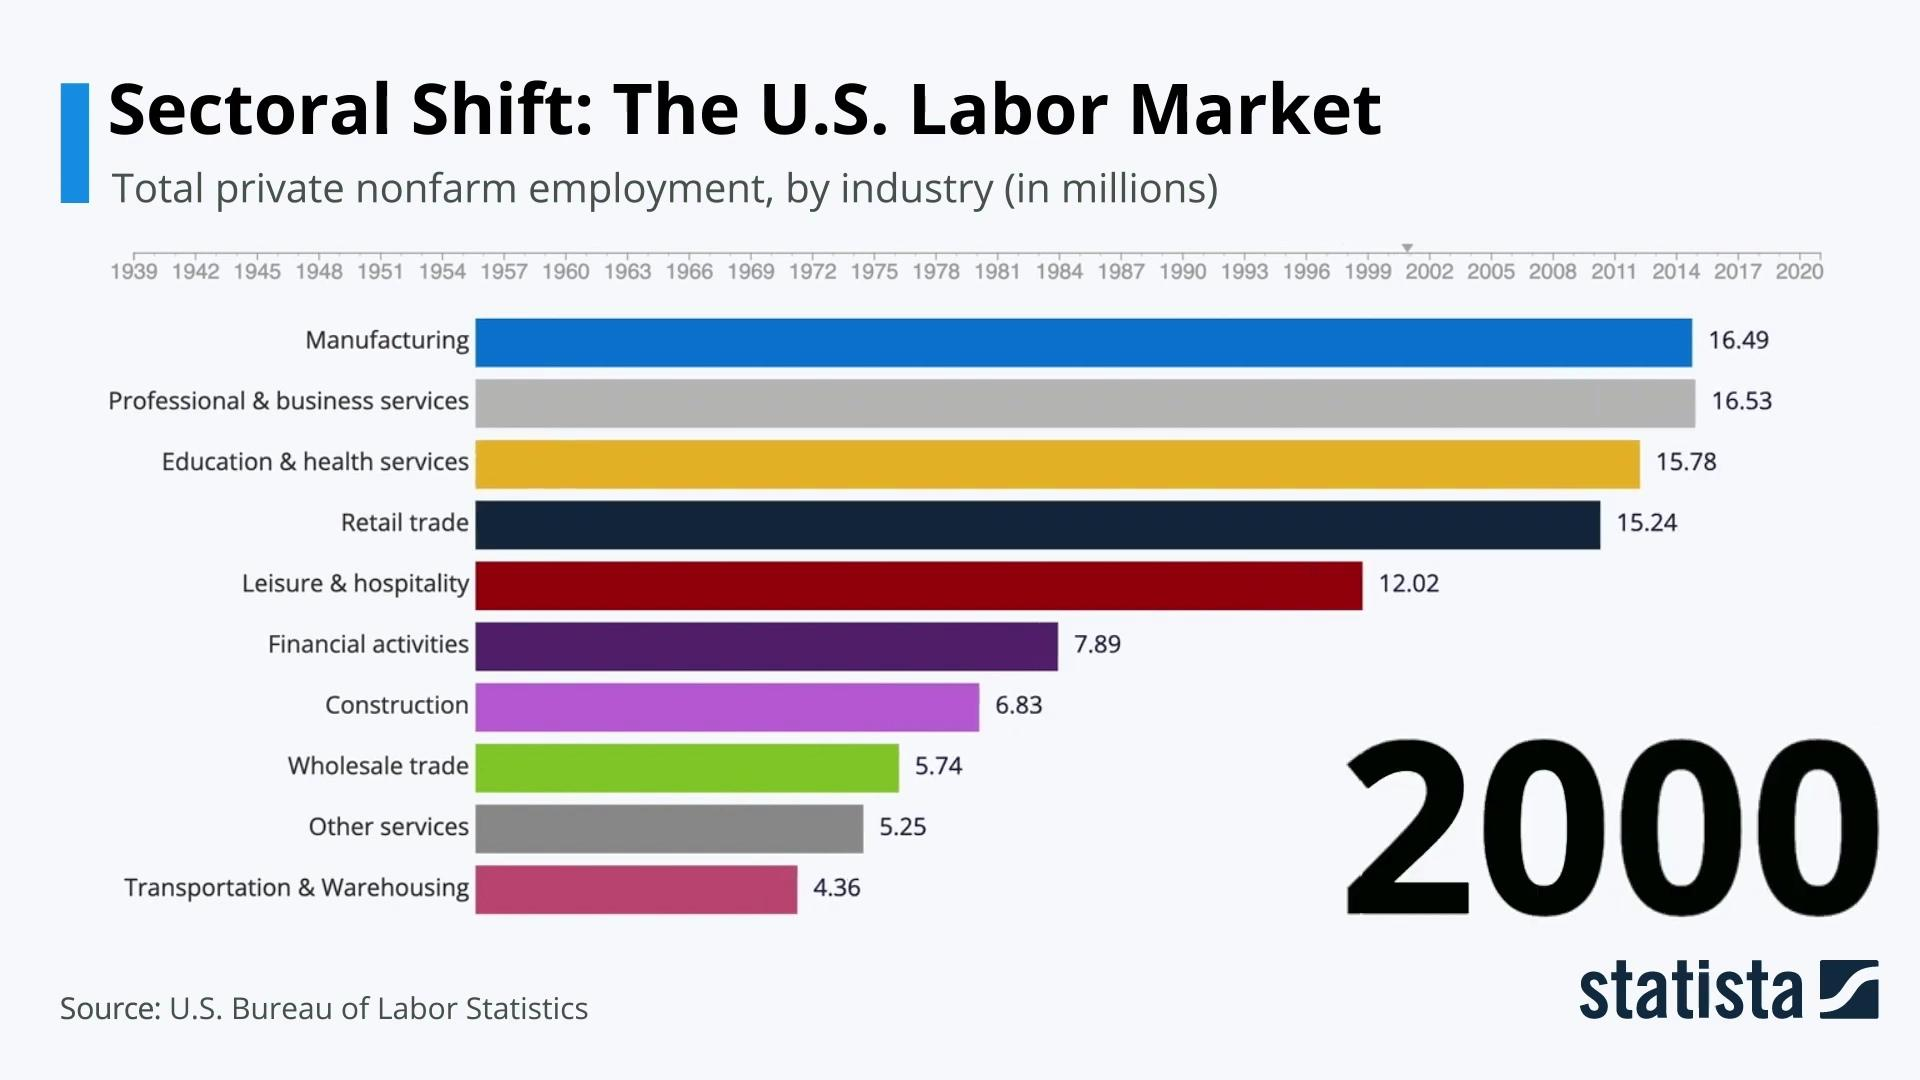 Sectoral Shift: The U.S. Labor Market
Total private nonfarm employment, by industry (in millions)
1939 1942 1945 1948 1951 1954 1957 1960 1963 1966 1969 1972 1975 1978 1981 1984 1987 1990 1993 1996 1999 2002 2005 2008 2011 2014 2017 2020
Manufacturing 16.49
Professional & business services 16.53
Education & health services 15.78
Retail trade 15.24
Leisure & hospitality 12.02
Financial activities 7.89
Construction 6.83
Wholesale trade 5.74
Other services 5.25
Transportation & Warehousing 4.36
2000
Source: U.S. Bureau of Labor Statistics
statista